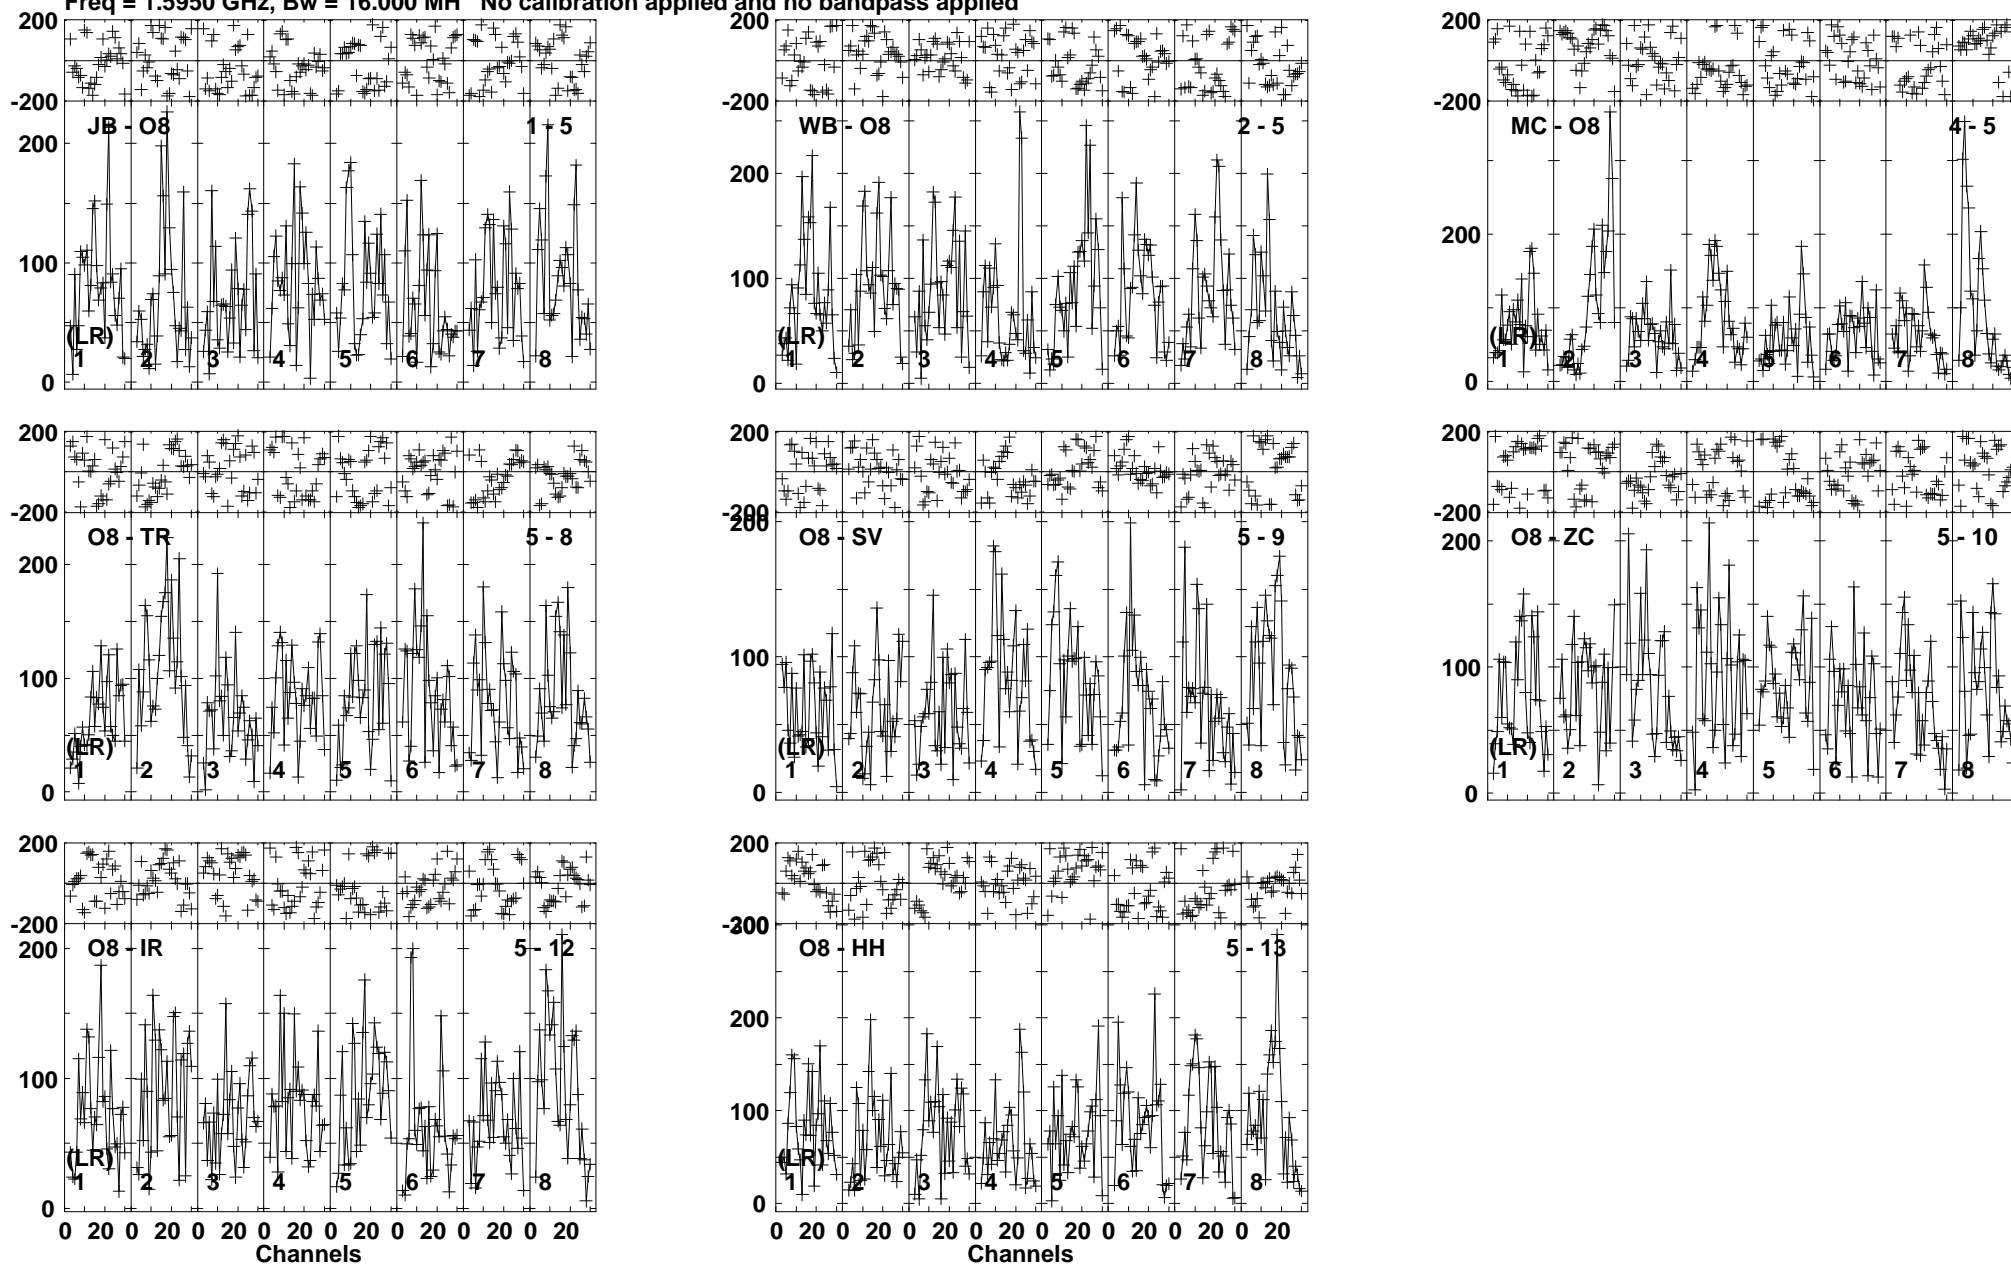 Freq = 1.5950 GHz, Bw = 16.000 MH No calibration applied and no bandpass applied
200
-200
JB - O8 1 - 5
200
100
0
(LR)
1 2 3 4 5 6 7 8
200
-200
WB - O8 2 - 5
200
100
0
(LR)
1 2 3 4 5 6 7 8
200
-200
MC - O8 4 - 5
200
0
(LR)
1 2 3 4 5 6 7 8
200
-200
O8 - TR 5 - 8
200
100
0
(LR)
1 2 3 4 5 6 7 8
200
-200
200
O8 - SV 5 - 9
100
0
(LR)
1 2 3 4 5 6 7 8
200
-200
O8 - ZC 5 - 10
200
100
0
(LR)
1 2 3 4 5 6 7 8
200
-200
O8 - IR 5 - 12
200
100
0
(LR)
1 2 3 4 5 6 7 8
0 20 0 20 0 20 0 20 0 20 0 20 0 20 0 20
Channels
200
-200
300
O8 - HH 5 - 13
200
100
0
(LR)
1 2 3 4 5 6 7 8
0 20 0 20 0 20 0 20 0 20 0 20 0 20 0 20
Channels